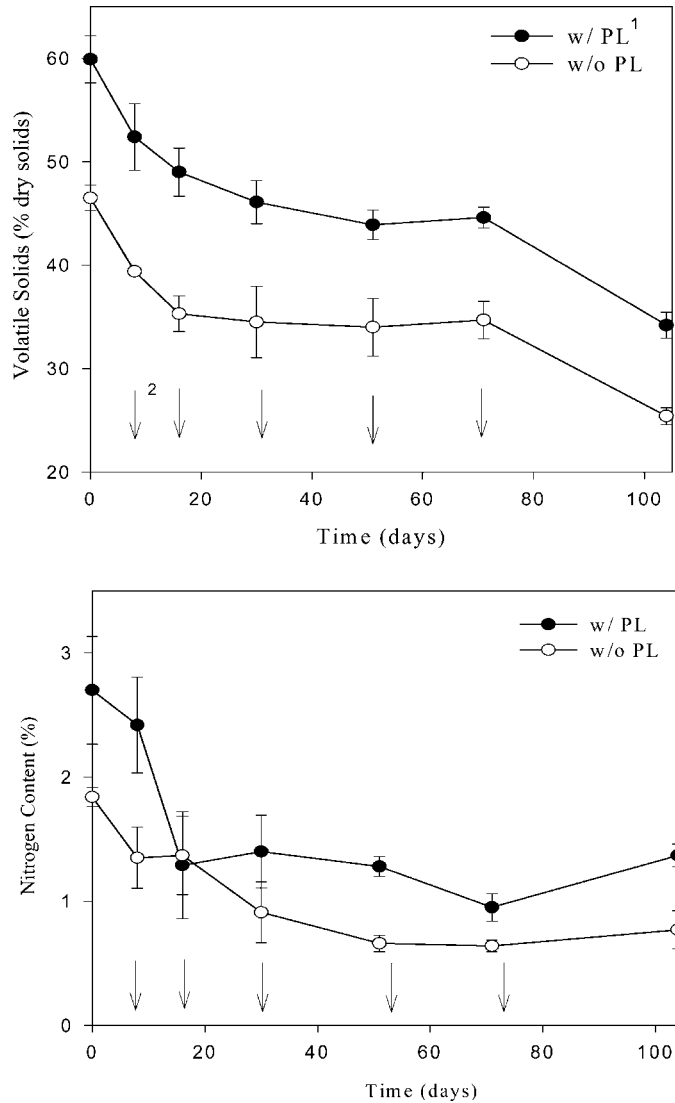 w/ PL1
w/o PL
Volatile Solids (% dry solids)
60
50
40
30
20
2
0 20 40 60 80 100
Time (days)
w/ PL
w/o PL
Nitrogen Content (%)
3
2
1
0
0 20 40 60 80 100
Time (days)